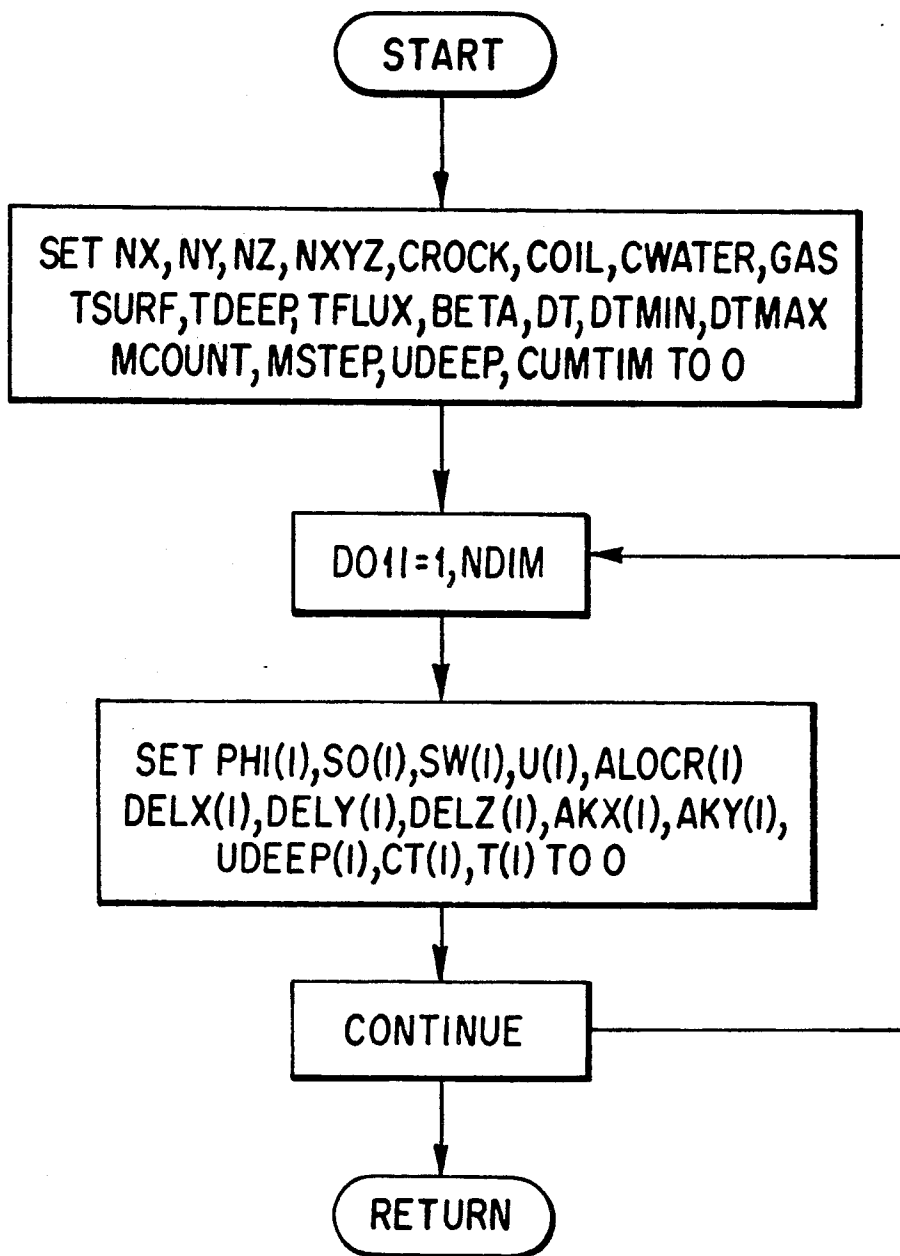 START
SET NX,NY,NZ,NXYZ,CROCK,COIL,CWATER,GAS
TSURF,TDEEP,TFLUX,BETA,DT,DTMIN,DTMAX
MCOUNT,MSTEP,UDEEP,CUMTIM TO 0
DO1I=1,NDIM
SET PHI(I),SO(I),SW(I),U(I),ALOCR(I)
DELX(I),DELY(I),DELZ(I),AKX(I),AKY(I),
UDEEP(I),CT(I),T(I) TO 0
CONTINUE
RETURN